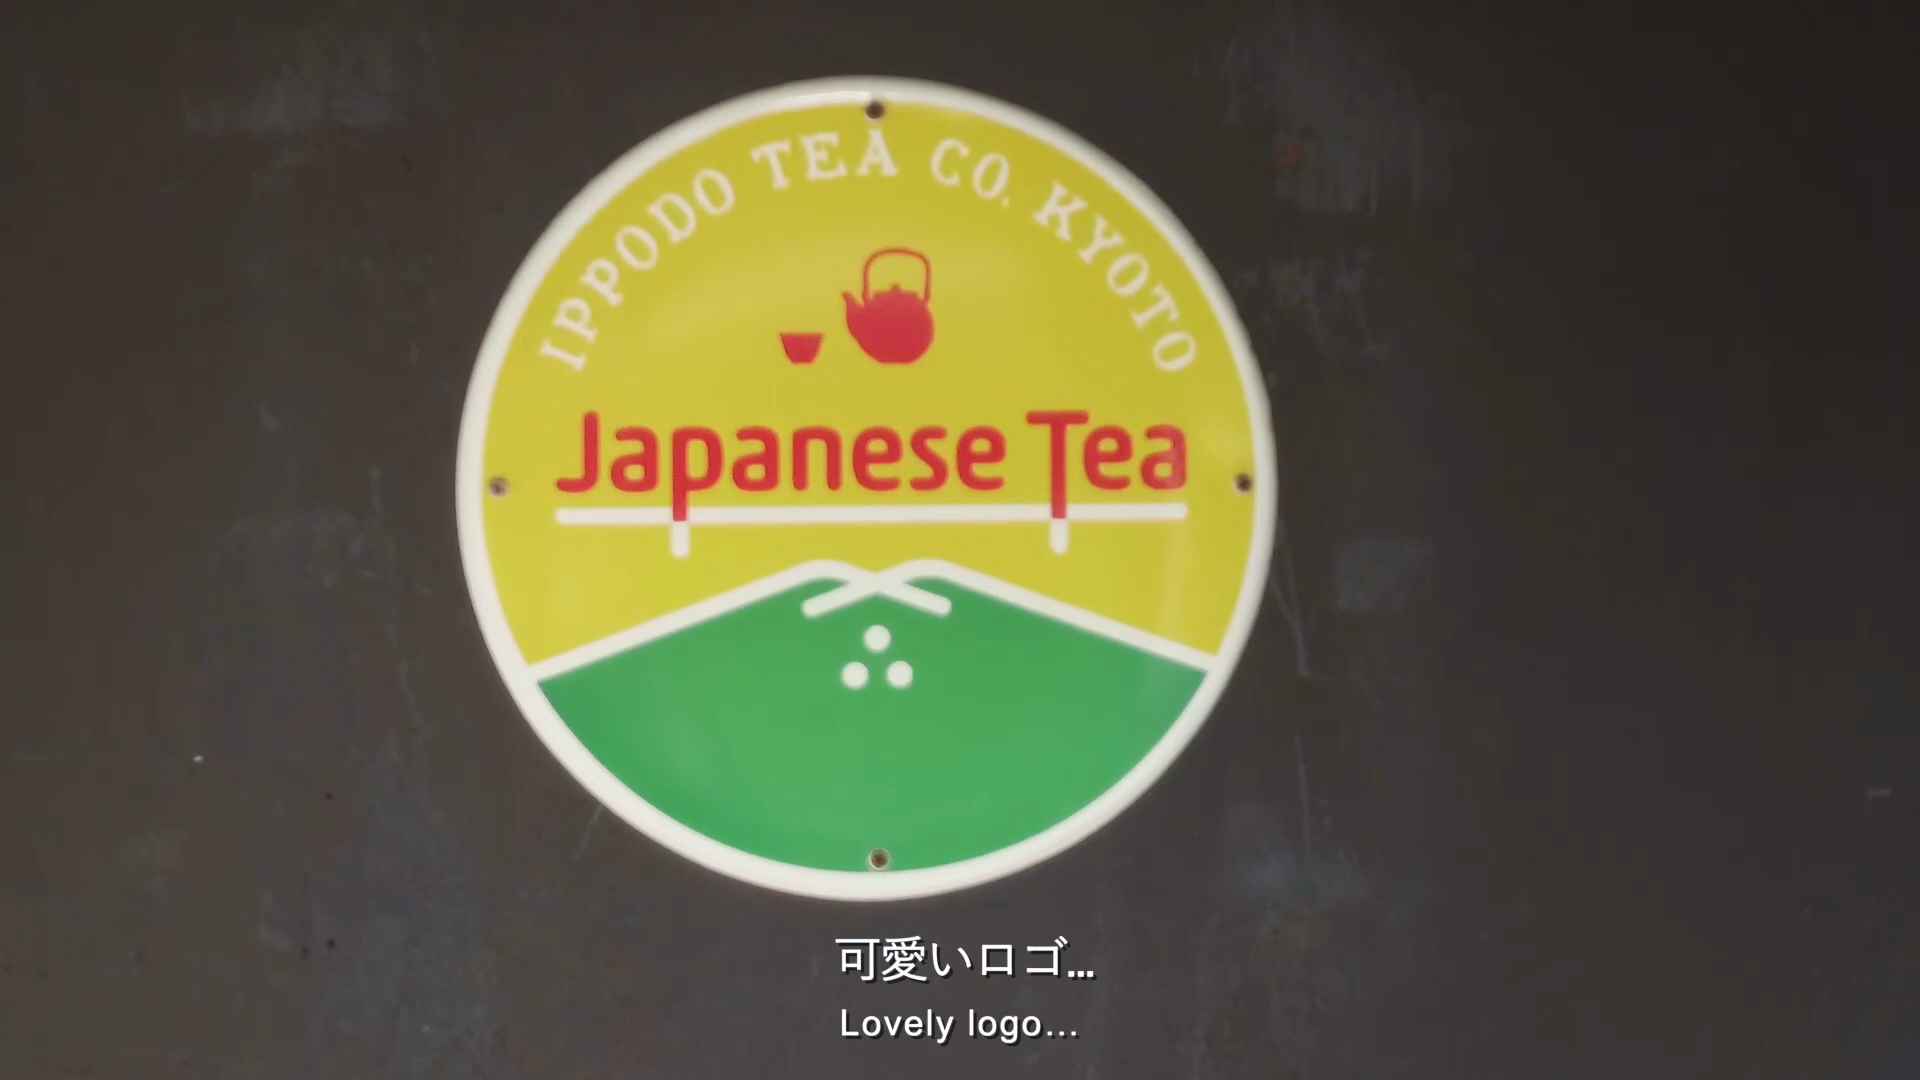 IPPODO TEA CO. KYOTO
Japanese Tea
可愛いロゴ...
Lovely logo...